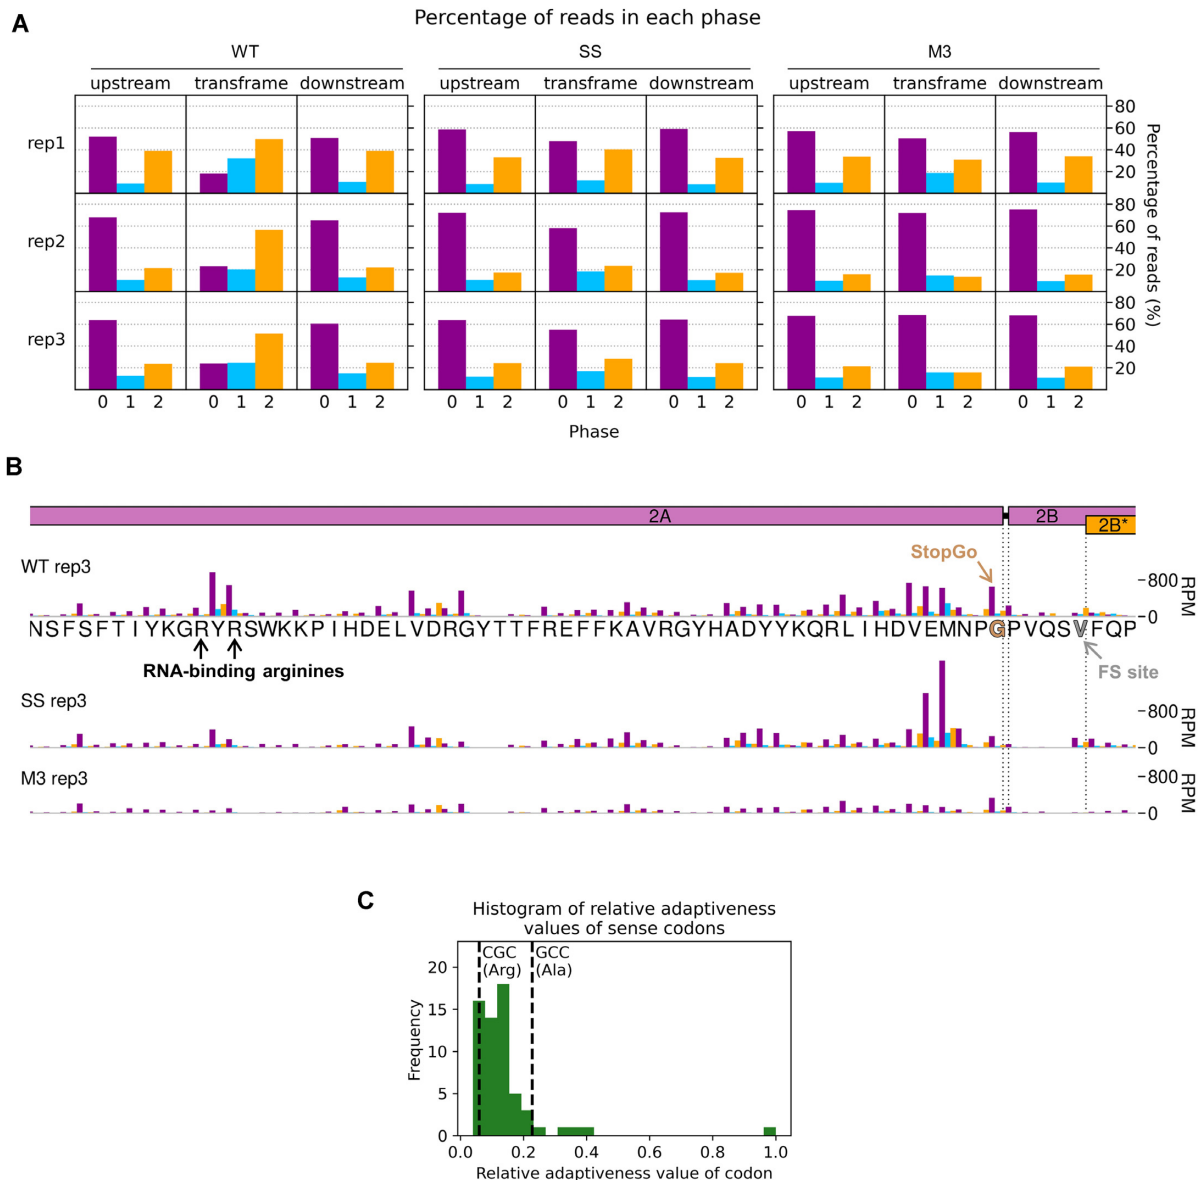 A
Percentage of reads in each phase
WT SS M3
upstream transframe downstream upstream transframe downstream upstream transframe downstream
rep1
80
60
40
20
rep2
80
60
40
20
rep3
80
60
40
20
Percentage of reads (%)
0 1 2 0 1 2 0 1 2 0 1 2 0 1 2 0 1 2 0 1 2 0 1 2 0 1 2
Phase
B
2A 2B
2B*
StopGo
WT rep3
800
0
RPM
NSFSFTIYKGRYRSWKKPIHDELVDRGYTTFREFFKAVRGYHADYYKQRLIHDVEMNPGPVQSVFQP
RNA-binding arginines
FS site
SS rep3
800
0
RPM
M3 rep3
800
0
RPM
C
Histogram of relative adaptiveness
values of sense codons
CGC
(Arg)
GCC
(Ala)
20
15
10
5
0
Frequency
0.0 0.2 0.4 0.6 0.8 1.0
Relative adaptiveness value of codon